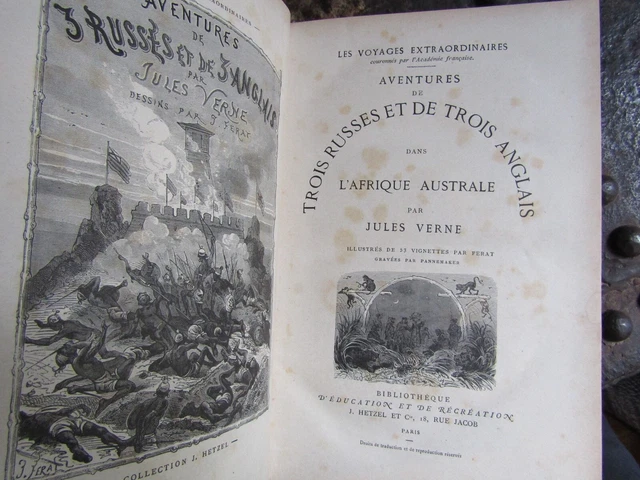 AVENTURES
DE
3 RUSSES ET DE 3 ANGLAIS
PAR
JULES VERNE
DESSINS PAR J. FERAT
J. FERAT
COLLECTION J. HETZEL
LES VOYAGES EXTRAORDINAIRES
couronnés par l'Académie française.
AVENTURES
DE
TROIS RUSSES ET DE TROIS ANGLAIS
DANS
L'AFRIQUE AUSTRALE
PAR
JULES VERNE
ILLUSTRÉS DE 53 VIGNETTES PAR FERAT
GRAVÉES PAR PANNEMAKER
BIBLIOTHÈQUE
D'ÉDUCATION ET DE RÉCRÉATION
J. HETZEL ET Cie, 18, RUE JACOB
PARIS
Droits de traduction et de reproduction réservés